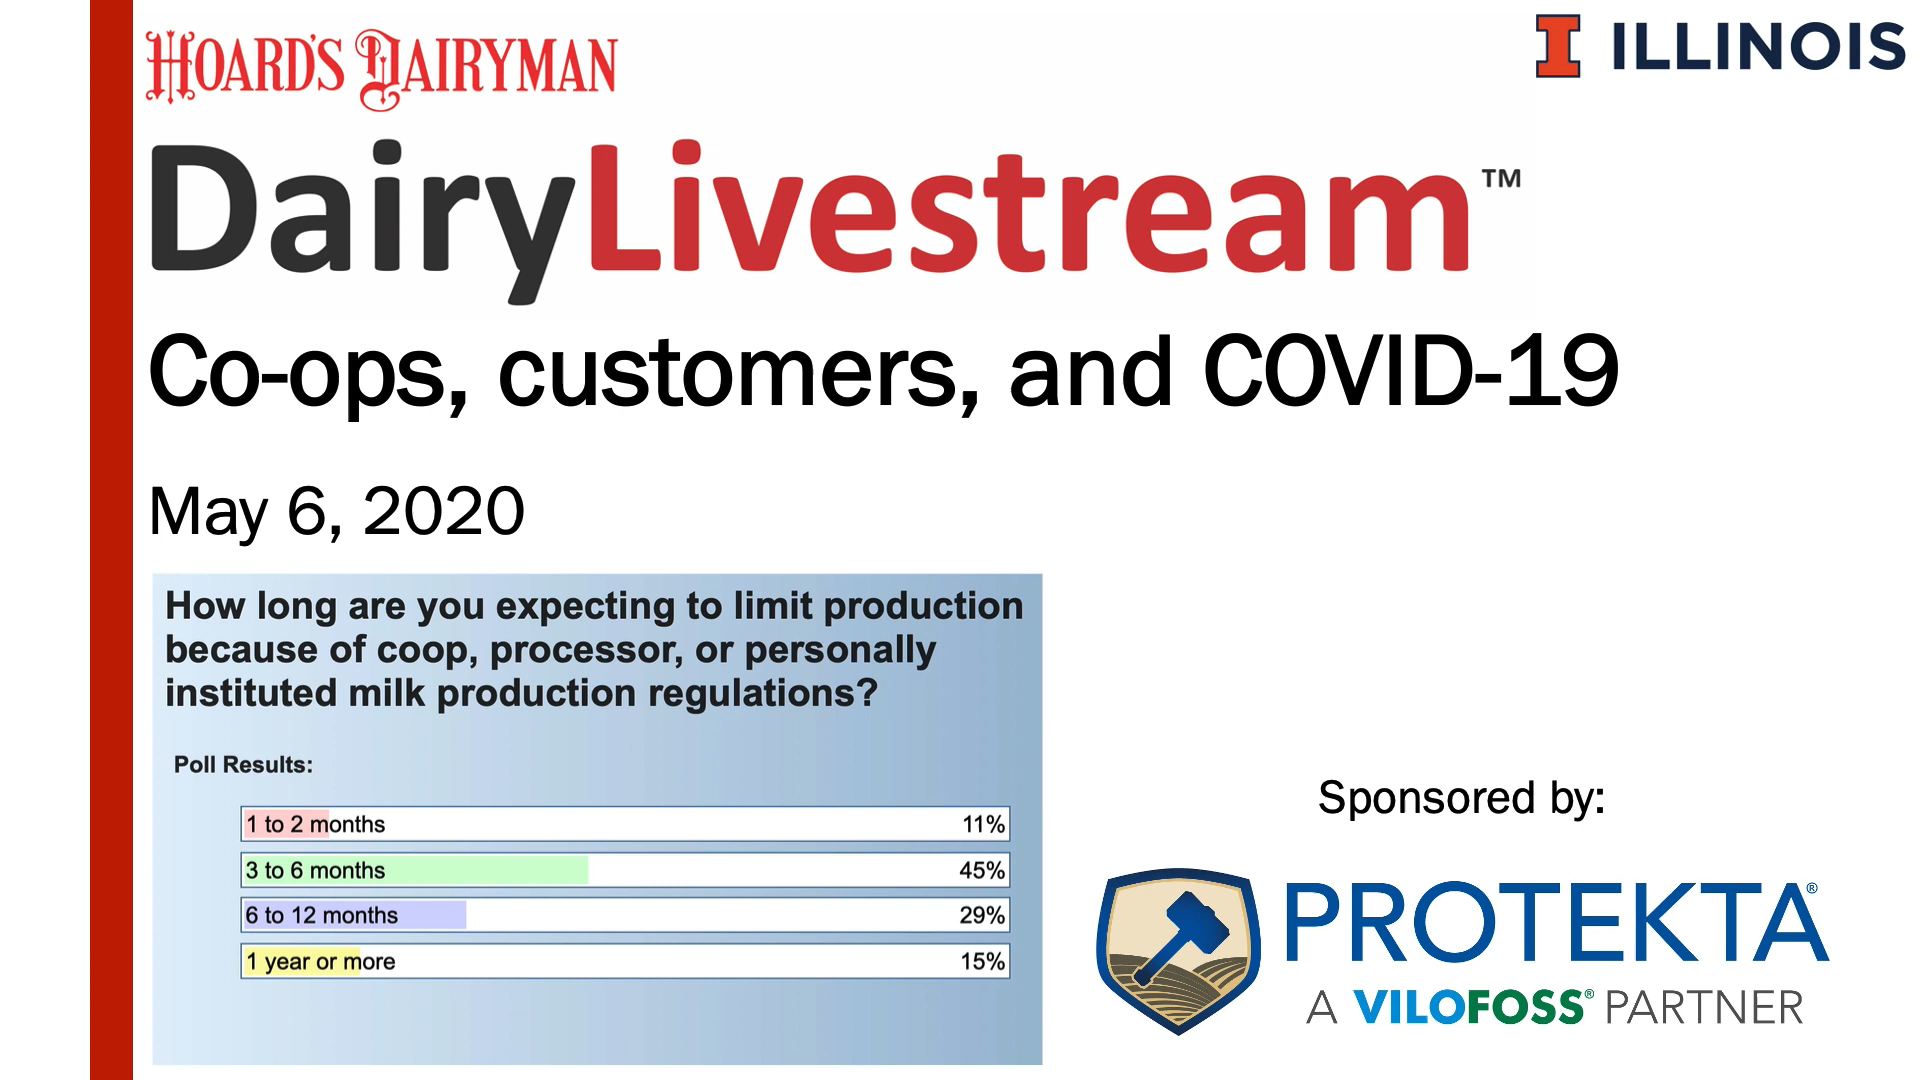 HOARD'S DAIRYMAN
I ILLINOIS
DairyLivestream™
Co-ops, customers, and COVID-19
May 6, 2020
How long are you expecting to limit production
because of coop, processor, or personally
instituted milk production regulations?
Poll Results:
1 to 2 months 11%
3 to 6 months 45%
6 to 12 months 29%
1 year or more 15%
Sponsored by:
PROTEKTA®
A VILOFOSS® PARTNER